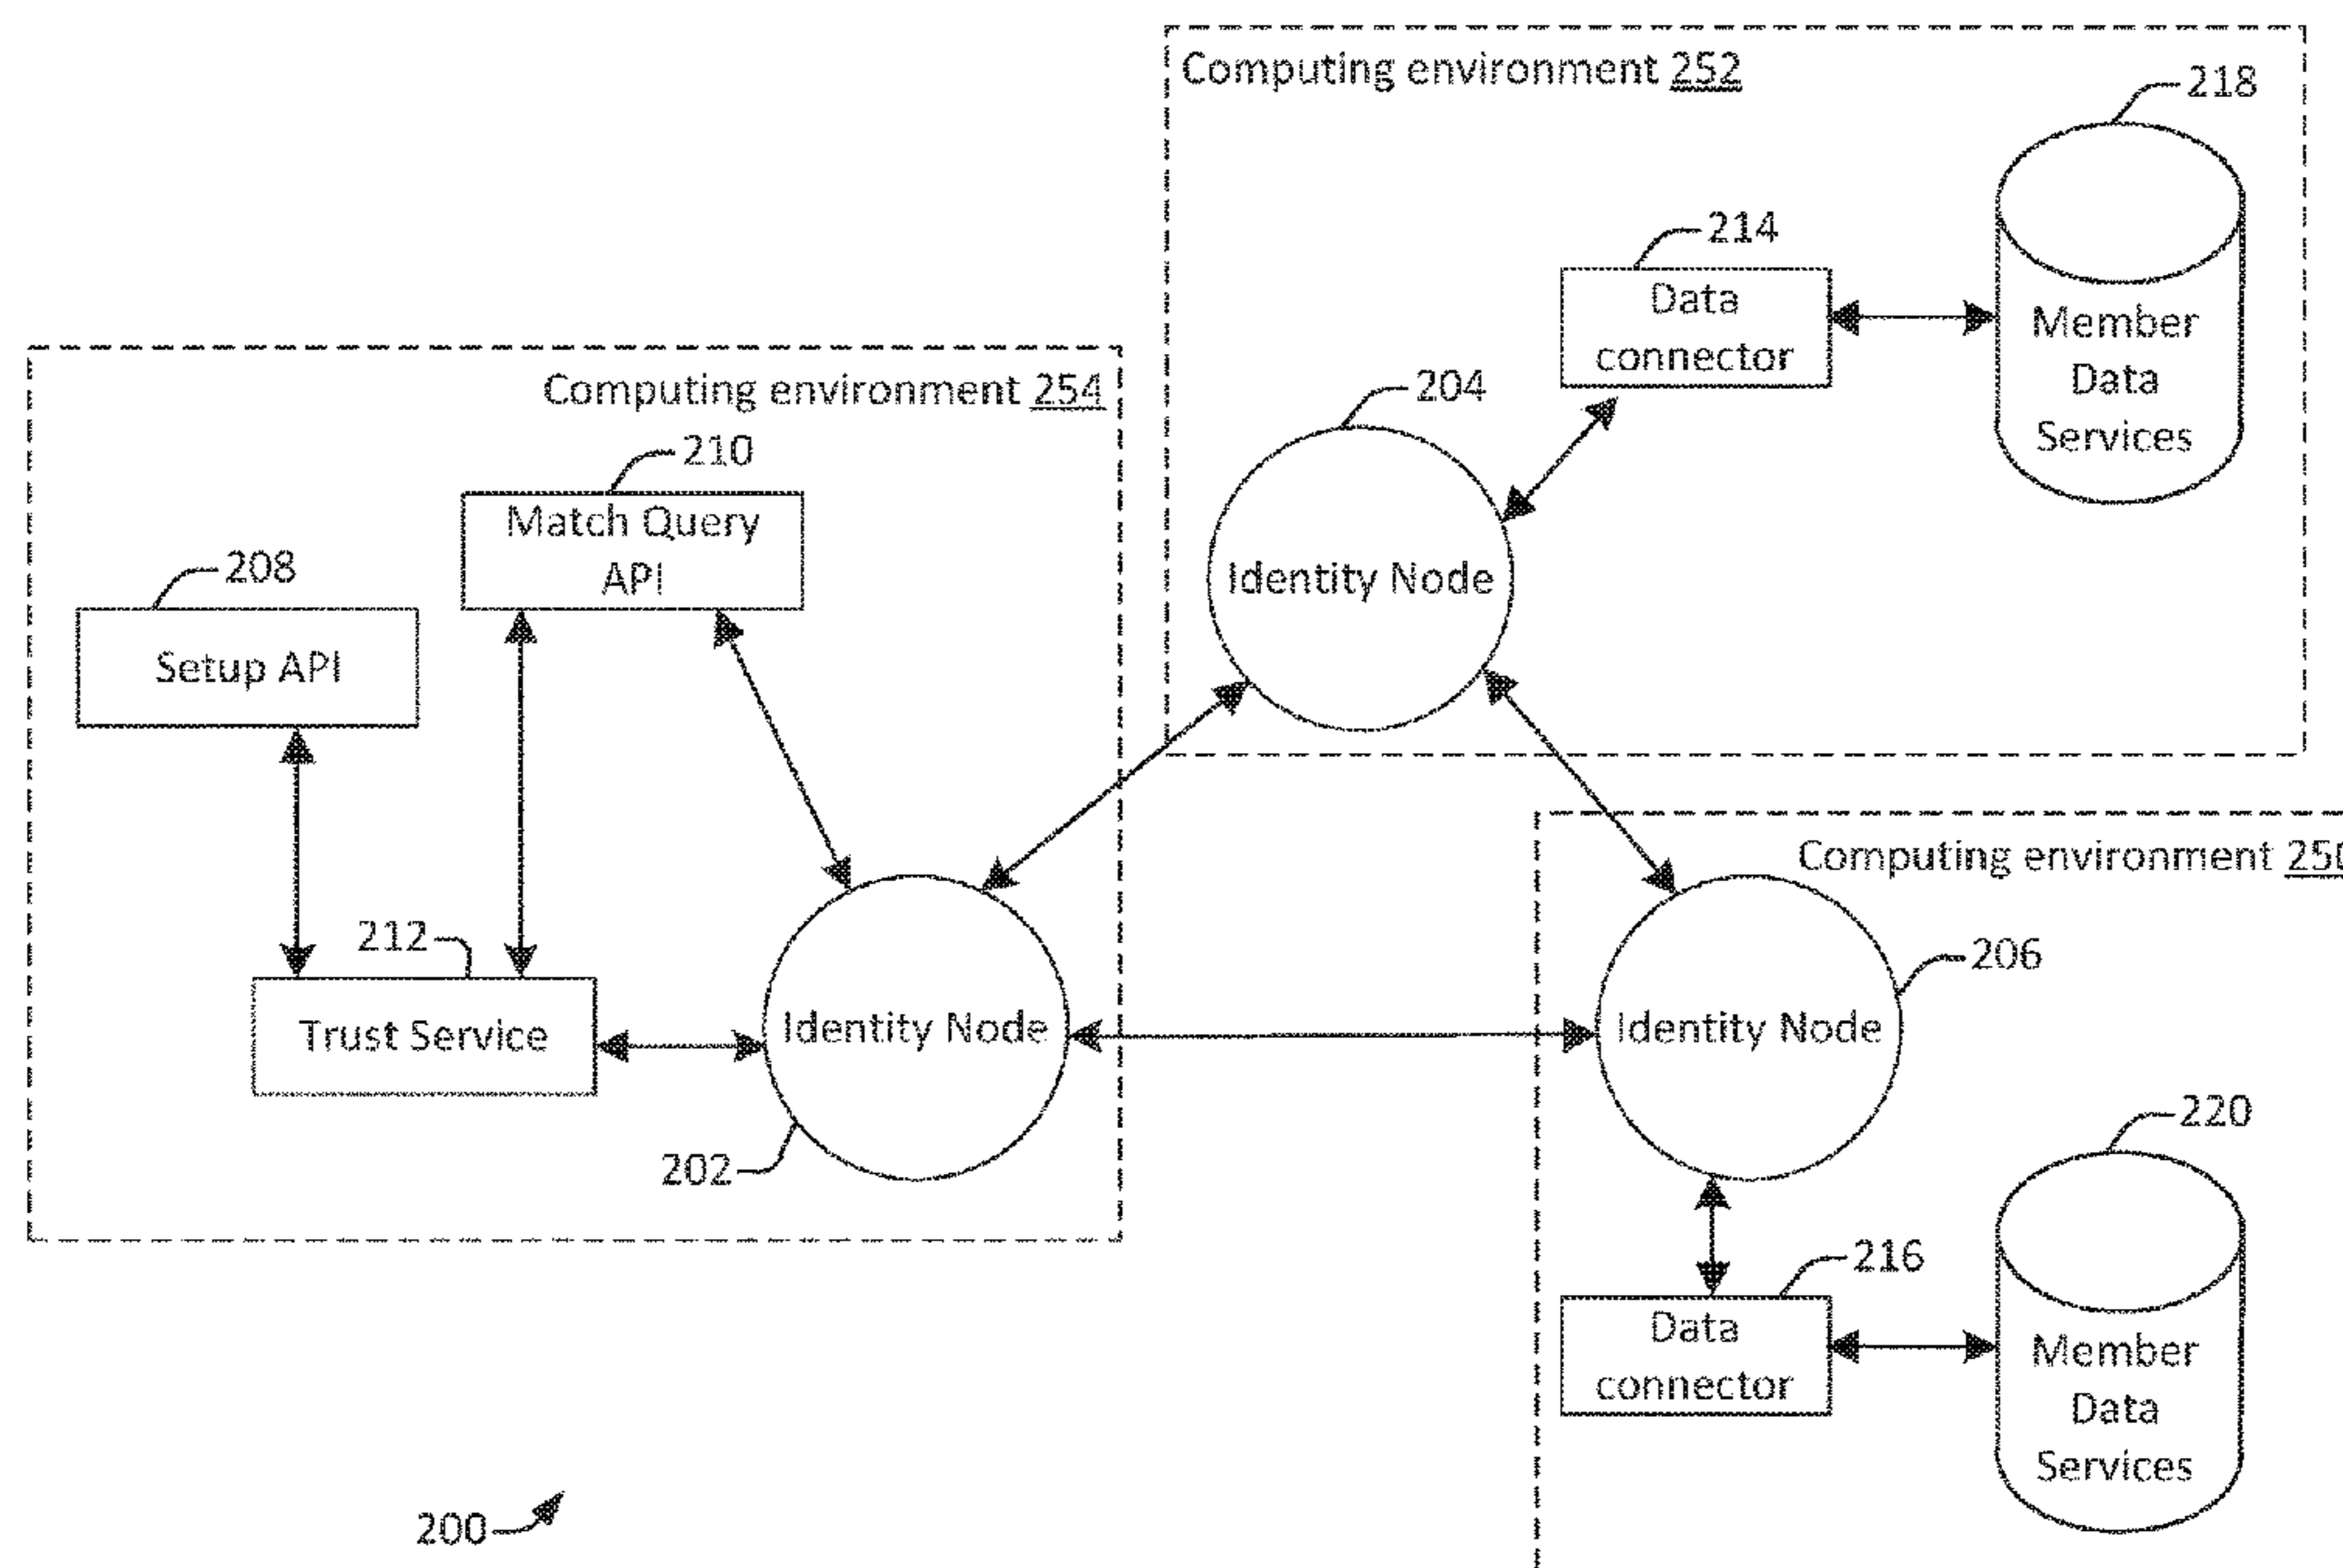 Computing environment 252
218
214
Data
connector
Member
Data
Services
204
Identity Node
Computing environment 254
210
Match Query
API
208
Setup API
212
Trust Service
Identity Node
202
Computing environment
206
Identity Node
220
216
Data
connector
Member
Data
Services
200